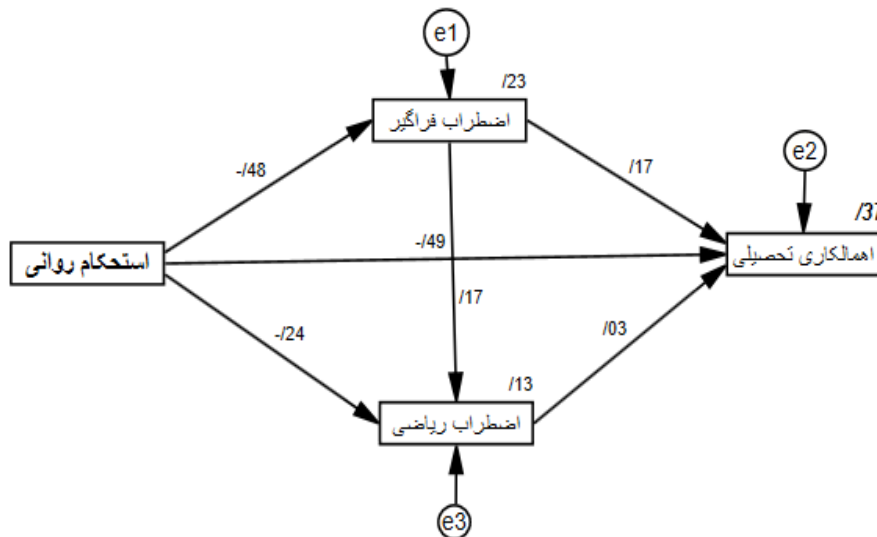 e1
/23
اضطراب فراگیر
e2
-/48
/17
/37
استحکام روانی
-/49
اهمالکاری تحصیلی
/17
-/24
/03
/13
اضطراب ریاضی
e3